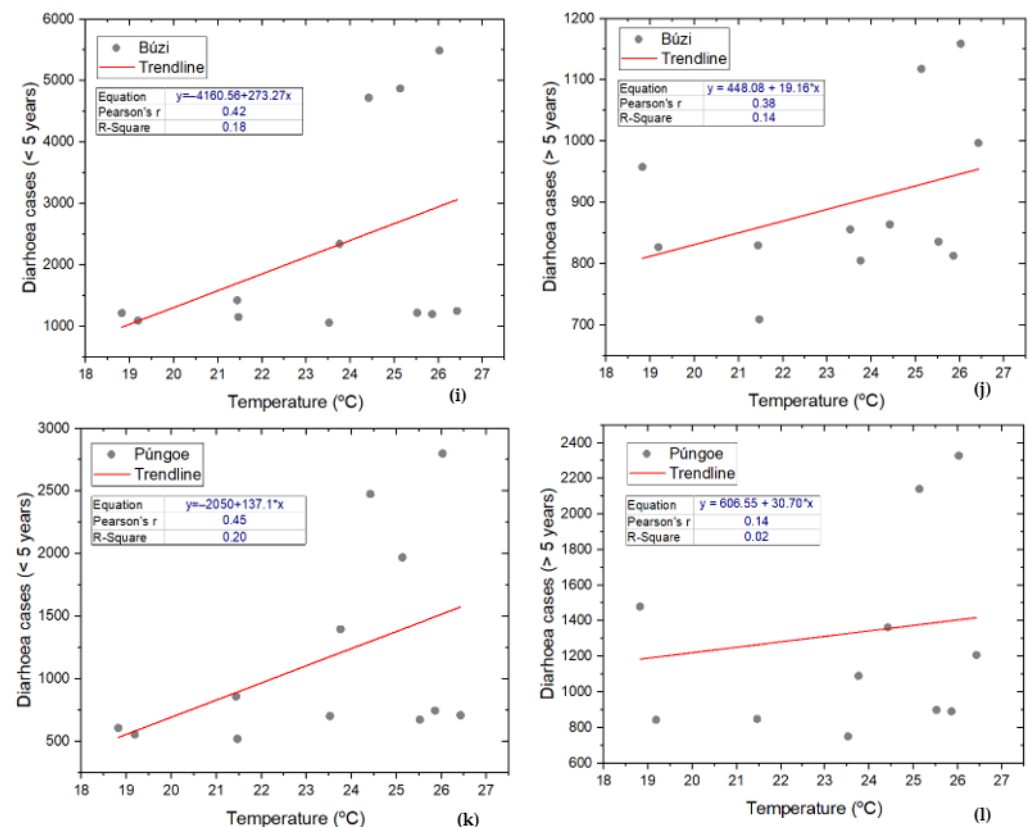 6000
5000
4000
3000
2000
1000
Diarhoea cases (< 5 years)
Búzi
Trendline
Equation y=–4160.56+273.27x
Pearson's r 0.42
R-Square 0.18
18 19 20 21 22 23 24 25 26 27
Temperature (ºC)
(i)
1200
1100
1000
900
800
700
Diarhoea cases (> 5 years)
Búzi
Trendline
Equation y = 448.08 + 19.16*x
Pearson's r 0.38
R-Square 0.14
18 19 20 21 22 23 24 25 26 27
Temperature (ºC)
(j)
3000
2500
2000
1500
1000
500
Diarhoea cases (< 5 years)
Púngoe
Trendline
Equation y=–2050+137.1*x
Pearson's r 0.45
R-Square 0.20
18 19 20 21 22 23 24 25 26 27
Temperature (ºC)
(k)
2400
2200
2000
1800
1600
1400
1200
1000
800
600
Diarhoea cases (> 5 years)
Púngoe
Trendline
Equation y = 606.55 + 30.70*x
Pearson's r 0.14
R-Square 0.02
18 19 20 21 22 23 24 25 26 27
Temperature (ºC)
(l)